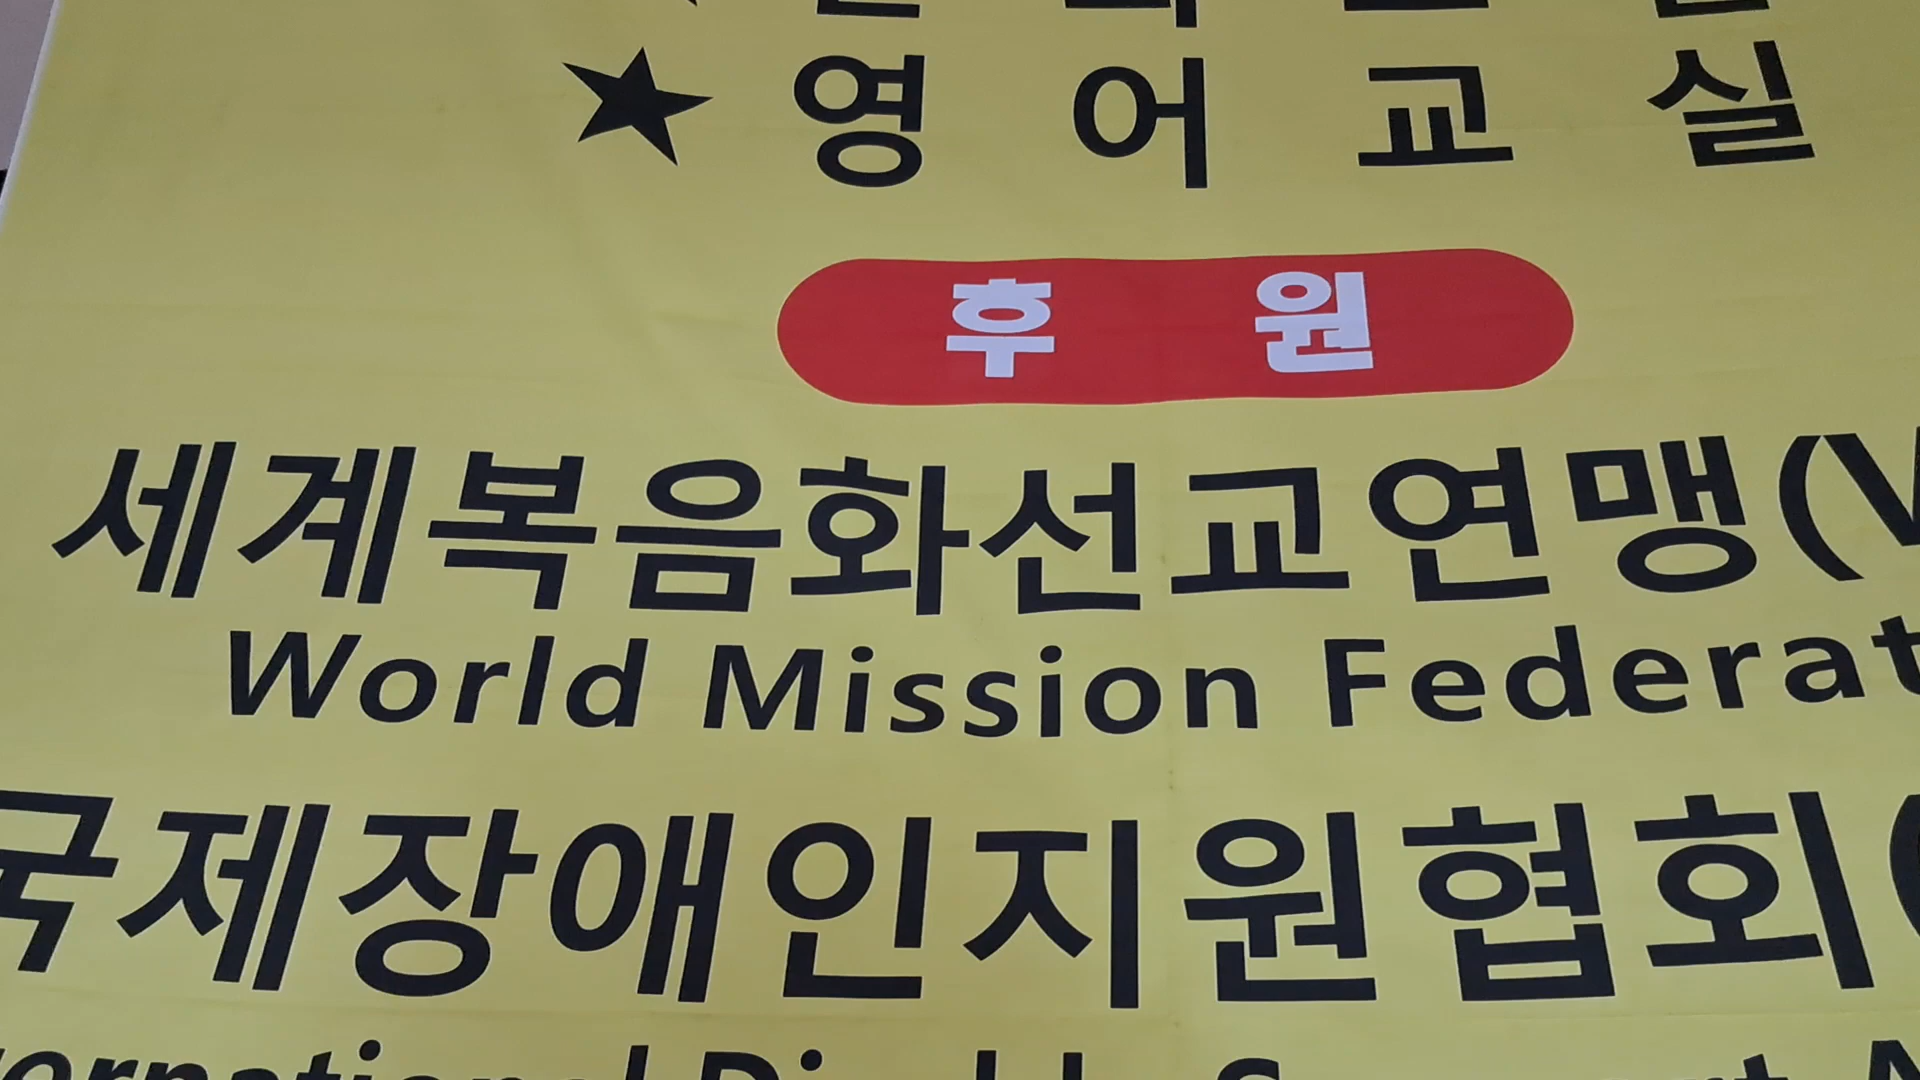 ★ 영 어 교 실
후 원
세계복음화선교연맹(
World Mission Federat
국제장애인지원협회(